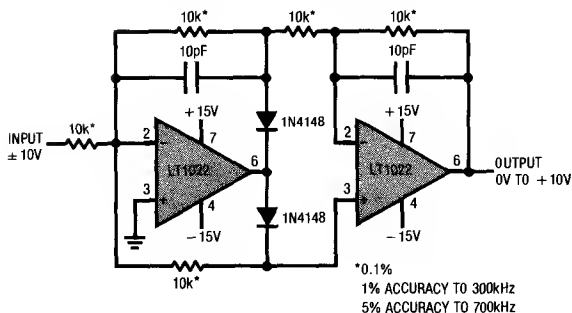 10k* 10k* 10k*
10pF 10pF
+15V 1N4148 +15V
INPUT
± 10V
10k*
2 7 2 7
− −
LT1022 6 LT1022 6
3 4 3 4
+ +
OUTPUT
0V TO +10V
−15V 1N4148 −15V
10k*
*0.1%
1% ACCURACY TO 300kHz
5% ACCURACY TO 700kHz